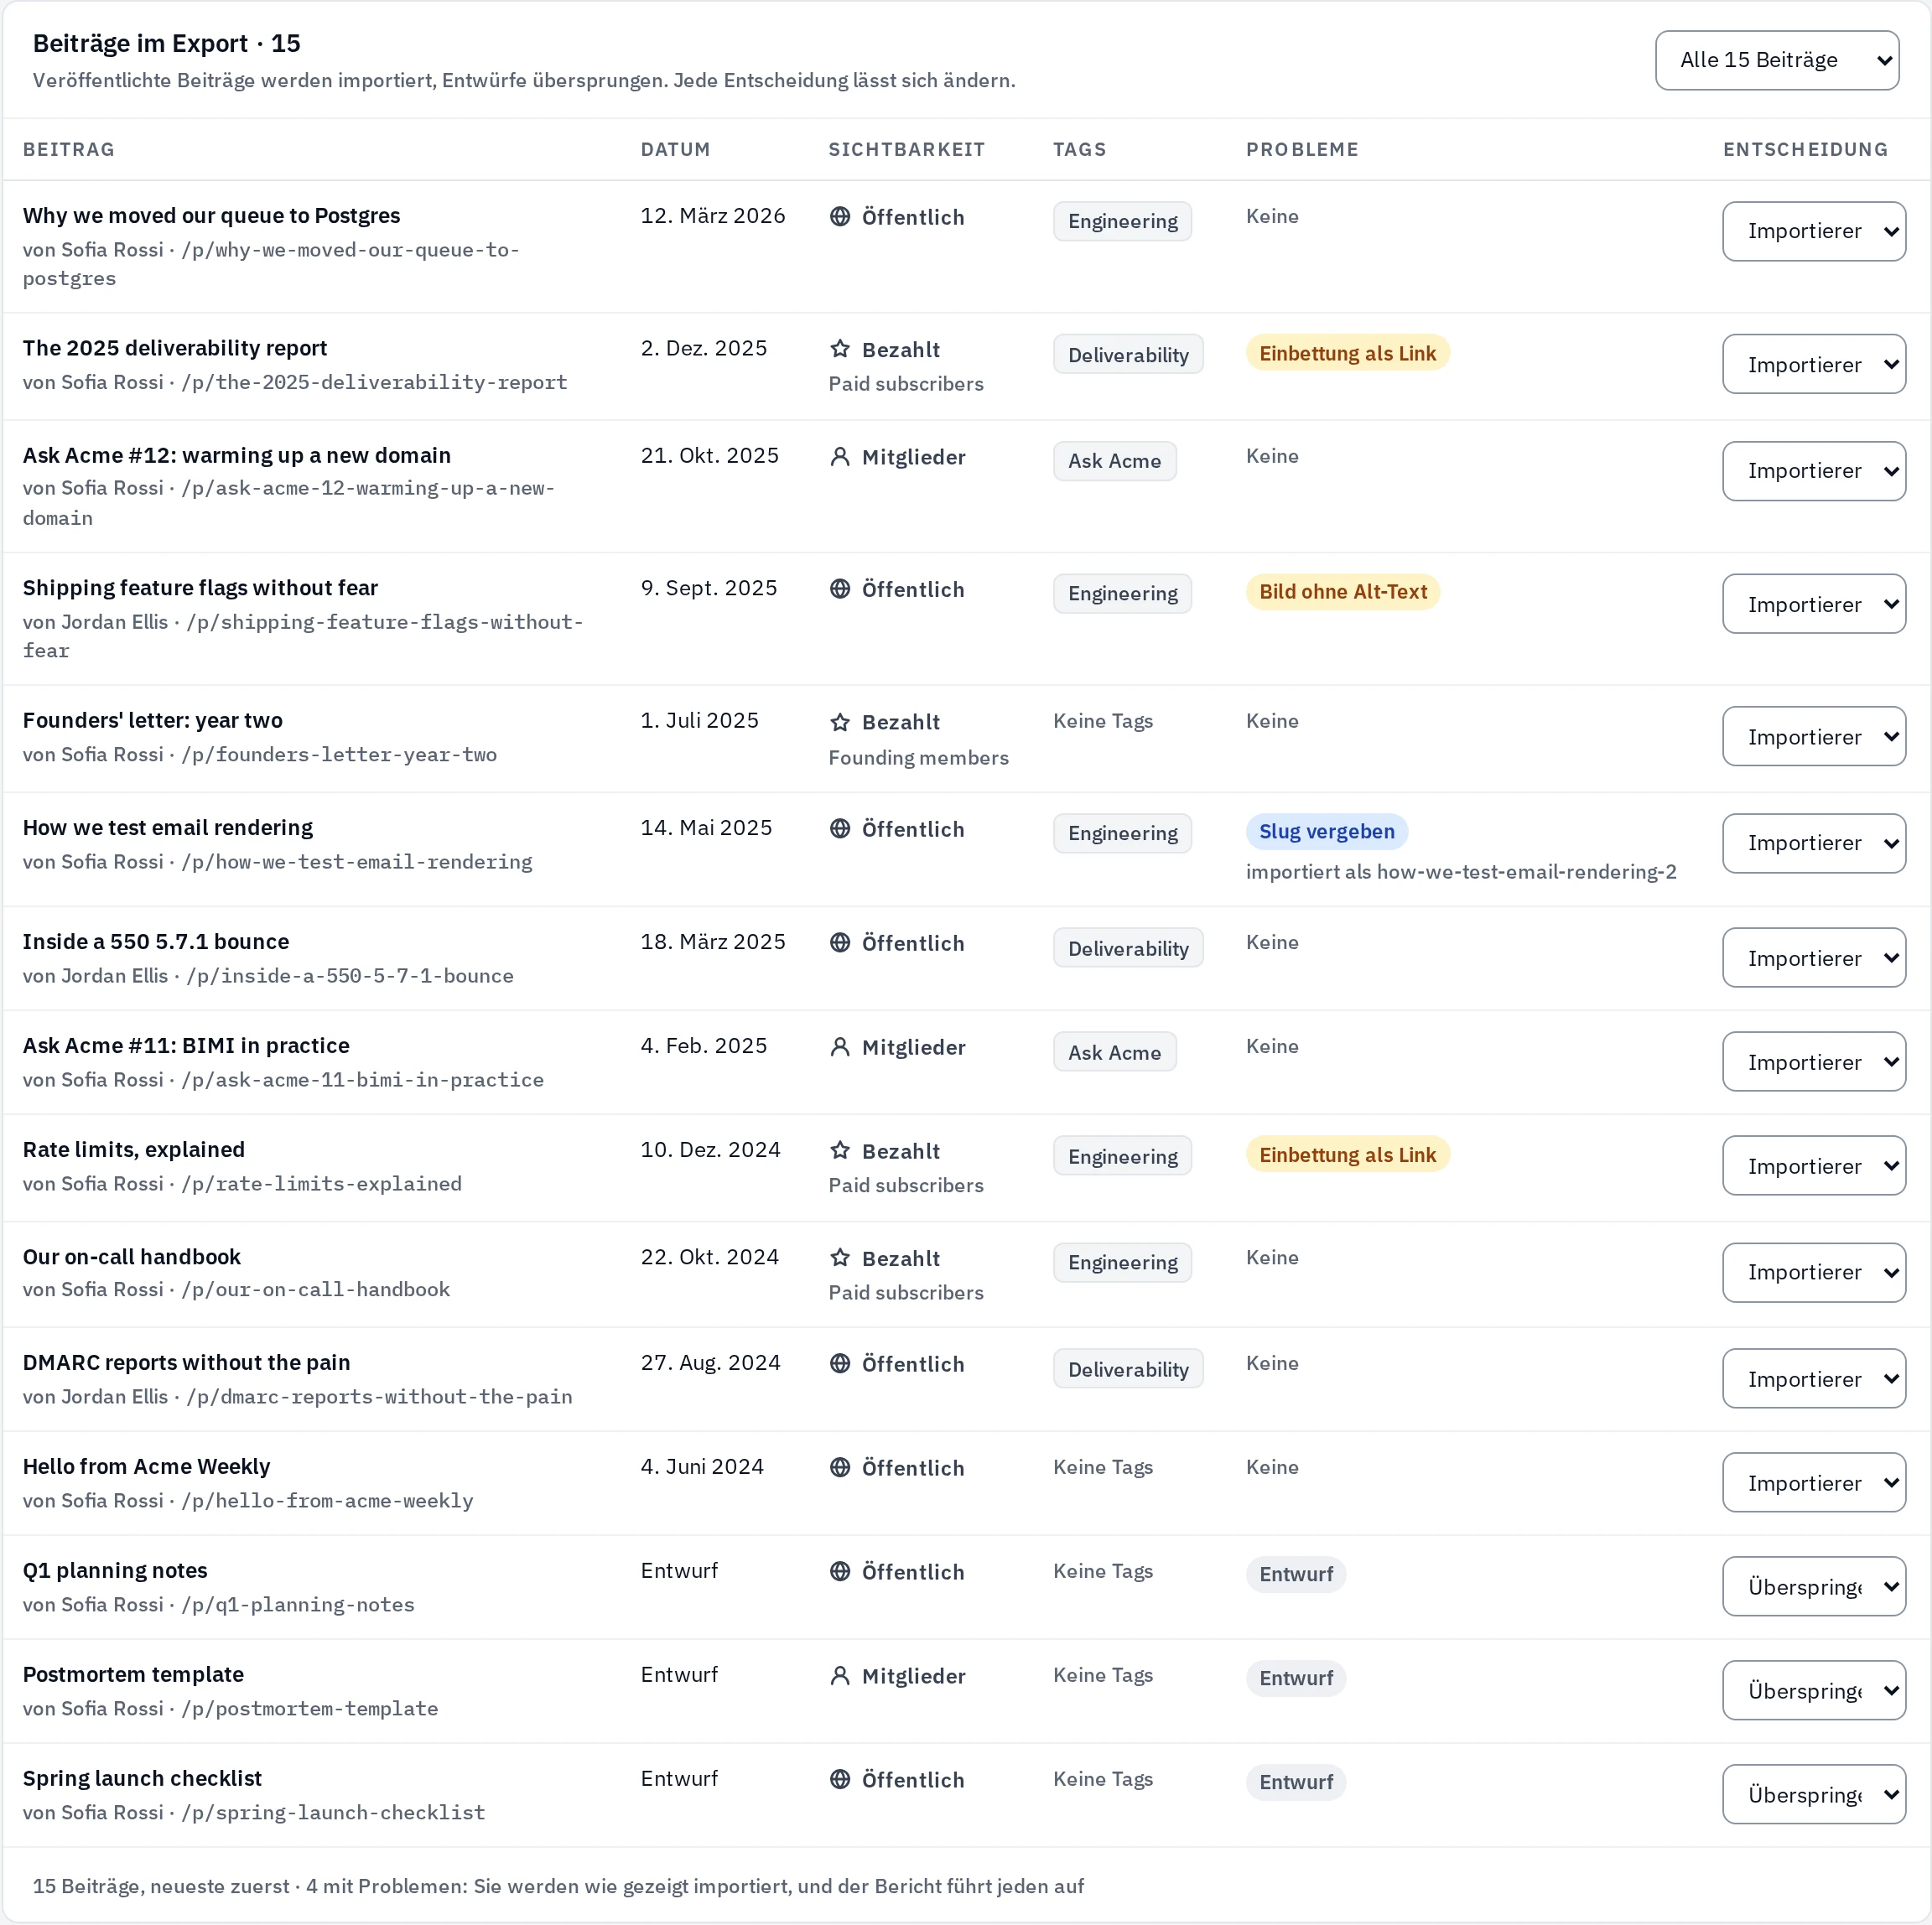 Beiträge im Export · 15
Veröffentlichte Beiträge werden importiert, Entwürfe übersprungen. Jede Entscheidung lässt sich ändern.
Alle 15 Beiträge
BEITRAG DATUM SICHTBARKEIT TAGS PROBLEME ENTSCHEIDUNG
Why we moved our queue to Postgres 12. März 2026 Öffentlich Engineering Keine Importierer
von Sofia Rossi · /p/why-we-moved-our-queue-to-
postgres
The 2025 deliverability report 2. Dez. 2025 Bezahlt Deliverability Einbettung als Link Importierer
von Sofia Rossi · /p/the-2025-deliverability-report Paid subscribers
Ask Acme #12: warming up a new domain 21. Okt. 2025 Mitglieder Ask Acme Keine Importierer
von Sofia Rossi · /p/ask-acme-12-warming-up-a-new-
domain
Shipping feature flags without fear 9. Sept. 2025 Öffentlich Engineering Bild ohne Alt-Text Importierer
von Jordan Ellis · /p/shipping-feature-flags-without-
fear
Founders' letter: year two 1. Juli 2025 Bezahlt Keine Tags Keine Importierer
von Sofia Rossi · /p/founders-letter-year-two Founding members
How we test email rendering 14. Mai 2025 Öffentlich Engineering Slug vergeben Importierer
von Sofia Rossi · /p/how-we-test-email-rendering importiert als how-we-test-email-rendering-2
Inside a 550 5.7.1 bounce 18. März 2025 Öffentlich Deliverability Keine Importierer
von Jordan Ellis · /p/inside-a-550-5-7-1-bounce
Ask Acme #11: BIMI in practice 4. Feb. 2025 Mitglieder Ask Acme Keine Importierer
von Sofia Rossi · /p/ask-acme-11-bimi-in-practice
Rate limits, explained 10. Dez. 2024 Bezahlt Engineering Einbettung als Link Importierer
von Sofia Rossi · /p/rate-limits-explained Paid subscribers
Our on-call handbook 22. Okt. 2024 Bezahlt Engineering Keine Importierer
von Sofia Rossi · /p/our-on-call-handbook Paid subscribers
DMARC reports without the pain 27. Aug. 2024 Öffentlich Deliverability Keine Importierer
von Jordan Ellis · /p/dmarc-reports-without-the-pain
Hello from Acme Weekly 4. Juni 2024 Öffentlich Keine Tags Keine Importierer
von Sofia Rossi · /p/hello-from-acme-weekly
Q1 planning notes Entwurf Öffentlich Keine Tags Entwurf Überspringe
von Sofia Rossi · /p/q1-planning-notes
Postmortem template Entwurf Mitglieder Keine Tags Entwurf Überspringe
von Sofia Rossi · /p/postmortem-template
Spring launch checklist Entwurf Öffentlich Keine Tags Entwurf Überspringe
von Sofia Rossi · /p/spring-launch-checklist
15 Beiträge, neueste zuerst · 4 mit Problemen: Sie werden wie gezeigt importiert, und der Bericht führt jeden auf